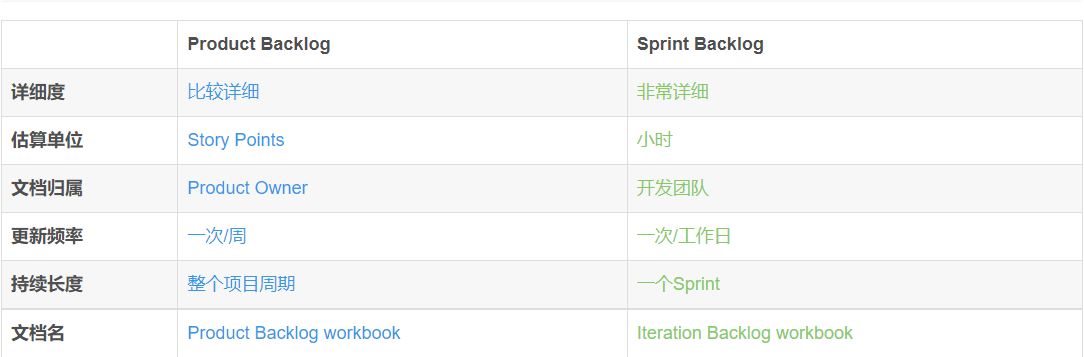 Product Backlog Sprint Backlog
详细度 比较详细 非常详细
估算单位 Story Points 小时
文档归属 Product Owner 开发团队
更新频率 一次/周 一次/工作日
持续长度 整个项目周期 一个Sprint
文档名 Product Backlog workbook Iteration Backlog workbook